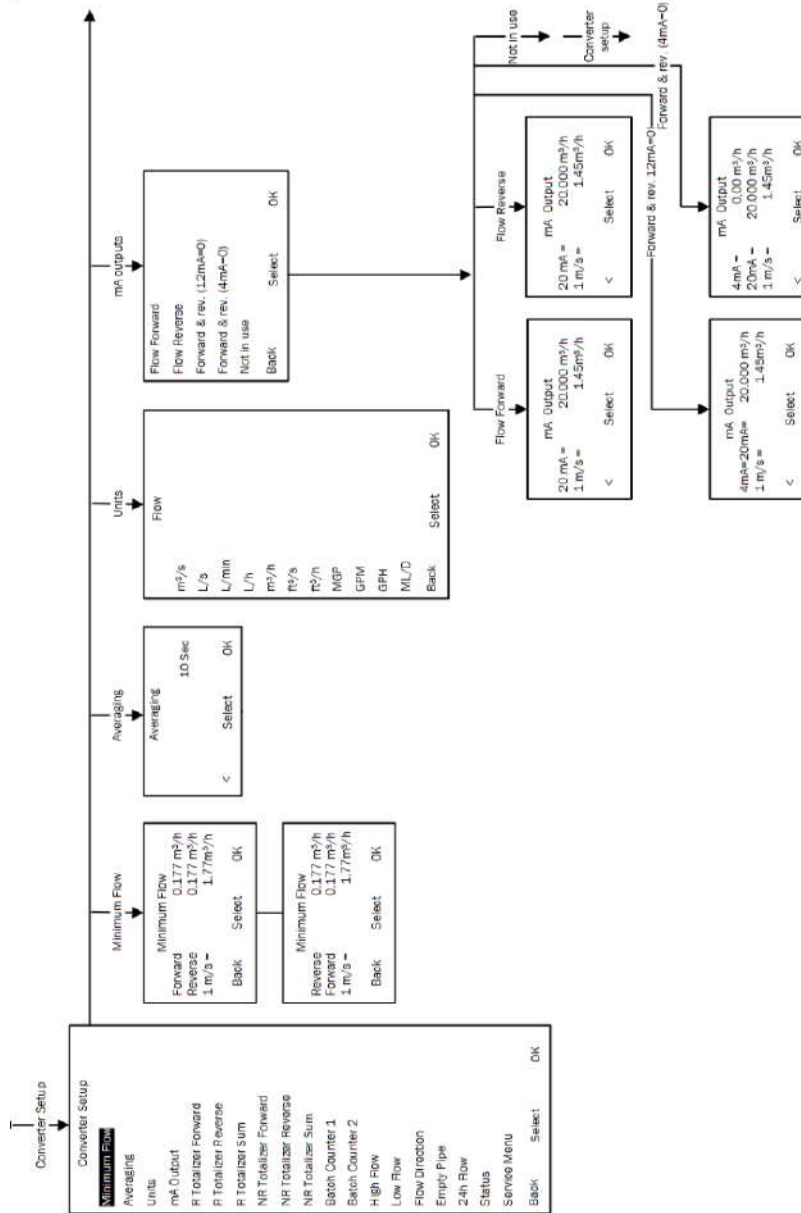 Converter Setup
Converter Setup
Minimum Flow
Averaging
Units
mA Output
R Totalizer Forward
R Totalizer Reverse
R Totalizer Sum
NR Totalizer Forward
NR Totalizer Reverse
NR Totalizer Sum
Batch Counter 1
Batch Counter 2
High Flow
Low Flow
Flow Direction
Empty Pipe
24h Flow
Status
Service Menu
Back Select OK
Minimum Flow
Minimum Flow
Forward 0.177 m³/h
Reverse 0.177 m³/h
1 m/s = 1.77m³/h
Back Select OK
Minimum Flow
Reverse 0.177 m³/h
Forward 0.177 m³/h
1 m/s = 1.77m³/h
Back Select OK
Averaging
Averaging
10 Sec
< Select OK
Units
Flow
m³/s
L/s
L/min
L/h
m³/h
ft³/s
ft³/h
MGP
GPM
GPH
ML/D
Back Select OK
mA outputs
Flow Forward
Flow Reverse
Forward & rev. (12mA=0)
Forward & rev. (4mA=0)
Not in use
Back Select OK
Flow Forward
mA Output
20 mA = 20.000 m³/h
1 m/s = 1.45m³/h
< Select OK
Flow Reverse
mA Output
20 mA = 20.000 m³/h
1 m/s = 1.45m³/h
< Select OK
Not in use
Converter
setup
Forward & rev. 12mA=0)
mA Output
4mA=20mA= 20.000 m³/h
1 m/s = 1.45m³/h
< Select OK
Forward & rev. (4mA=0)
mA Output
4mA = 0.00 m³/h
20mA = 20.000 m³/h
1 m/s = 1.45m³/h
< Select OK